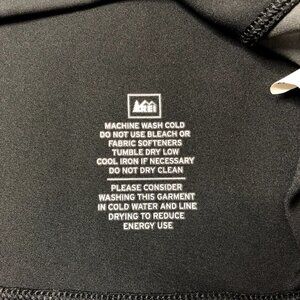 REI
MACHINE WASH COLD
DO NOT USE BLEACH OR
FABRIC SOFTENERS
TUMBLE DRY LOW
COOL IRON IF NECESSARY
DO NOT DRY CLEAN
PLEASE CONSIDER
WASHING THIS GARMENT
IN COLD WATER AND LINE
DRYING TO REDUCE
ENERGY USE